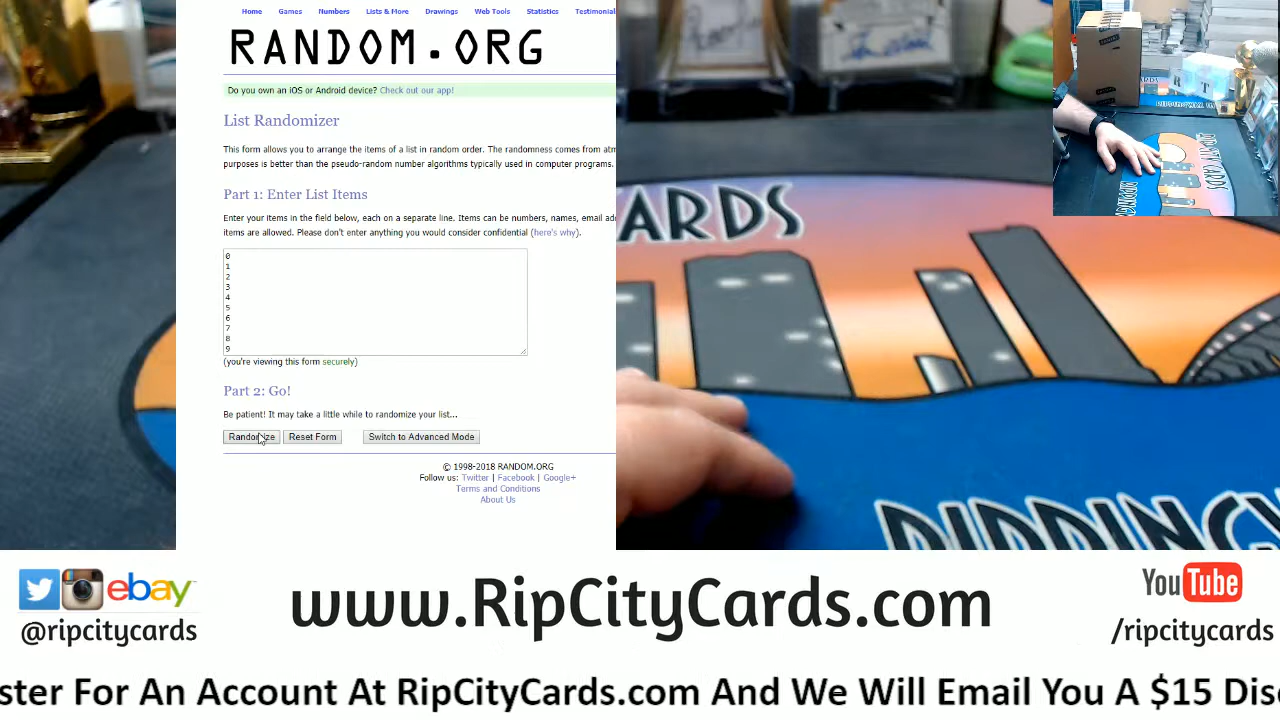 Home Games Numbers Lists & More Drawings Web Tools Statistics Testimonial
RANDOM.ORG
Do you own an iOS or Android device? Check out our app!
List Randomizer
This form allows you to arrange the items of a list in random order. The randomness comes from atm
purposes is better than the pseudo-random number algorithms typically used in computer programs.
Part 1: Enter List Items
Enter your items in the field below, each on a separate line. Items can be numbers, names, email ad
items are allowed. Please don't enter anything you would consider confidential (here's why).
0
1
2
3
4
5
6
7
8
9
(you're viewing this form securely)
Part 2: Go!
Be patient! It may take a little while to randomize your list...
Randomize Reset Form Switch to Advanced Mode
© 1998-2018 RANDOM.ORG
Follow us: Twitter | Facebook | Google+
Terms and Conditions
About Us
ARDS
RIP CITY CARDS
ebay
@ripcitycards
www.RipCityCards.com
YouTube
/ripcitycards
ster For An Account At RipCityCards.com And We Will Email You A $15 Disc